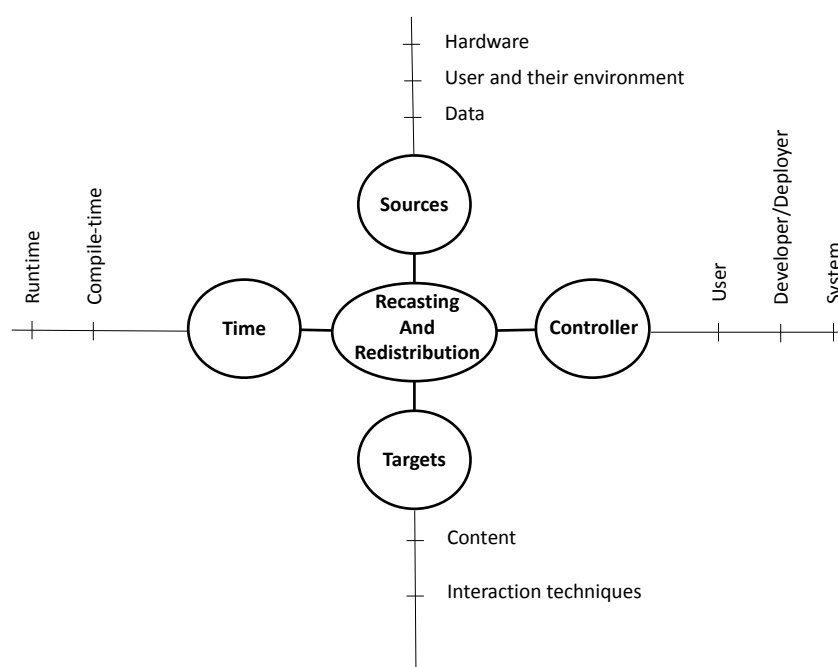 Hardware
User and their environment
Data
Sources
Runtime
Compile-time
Time
Recasting
And
Redistribution
Controller
User
Developer/Deployer
System
Targets
Content
Interaction techniques